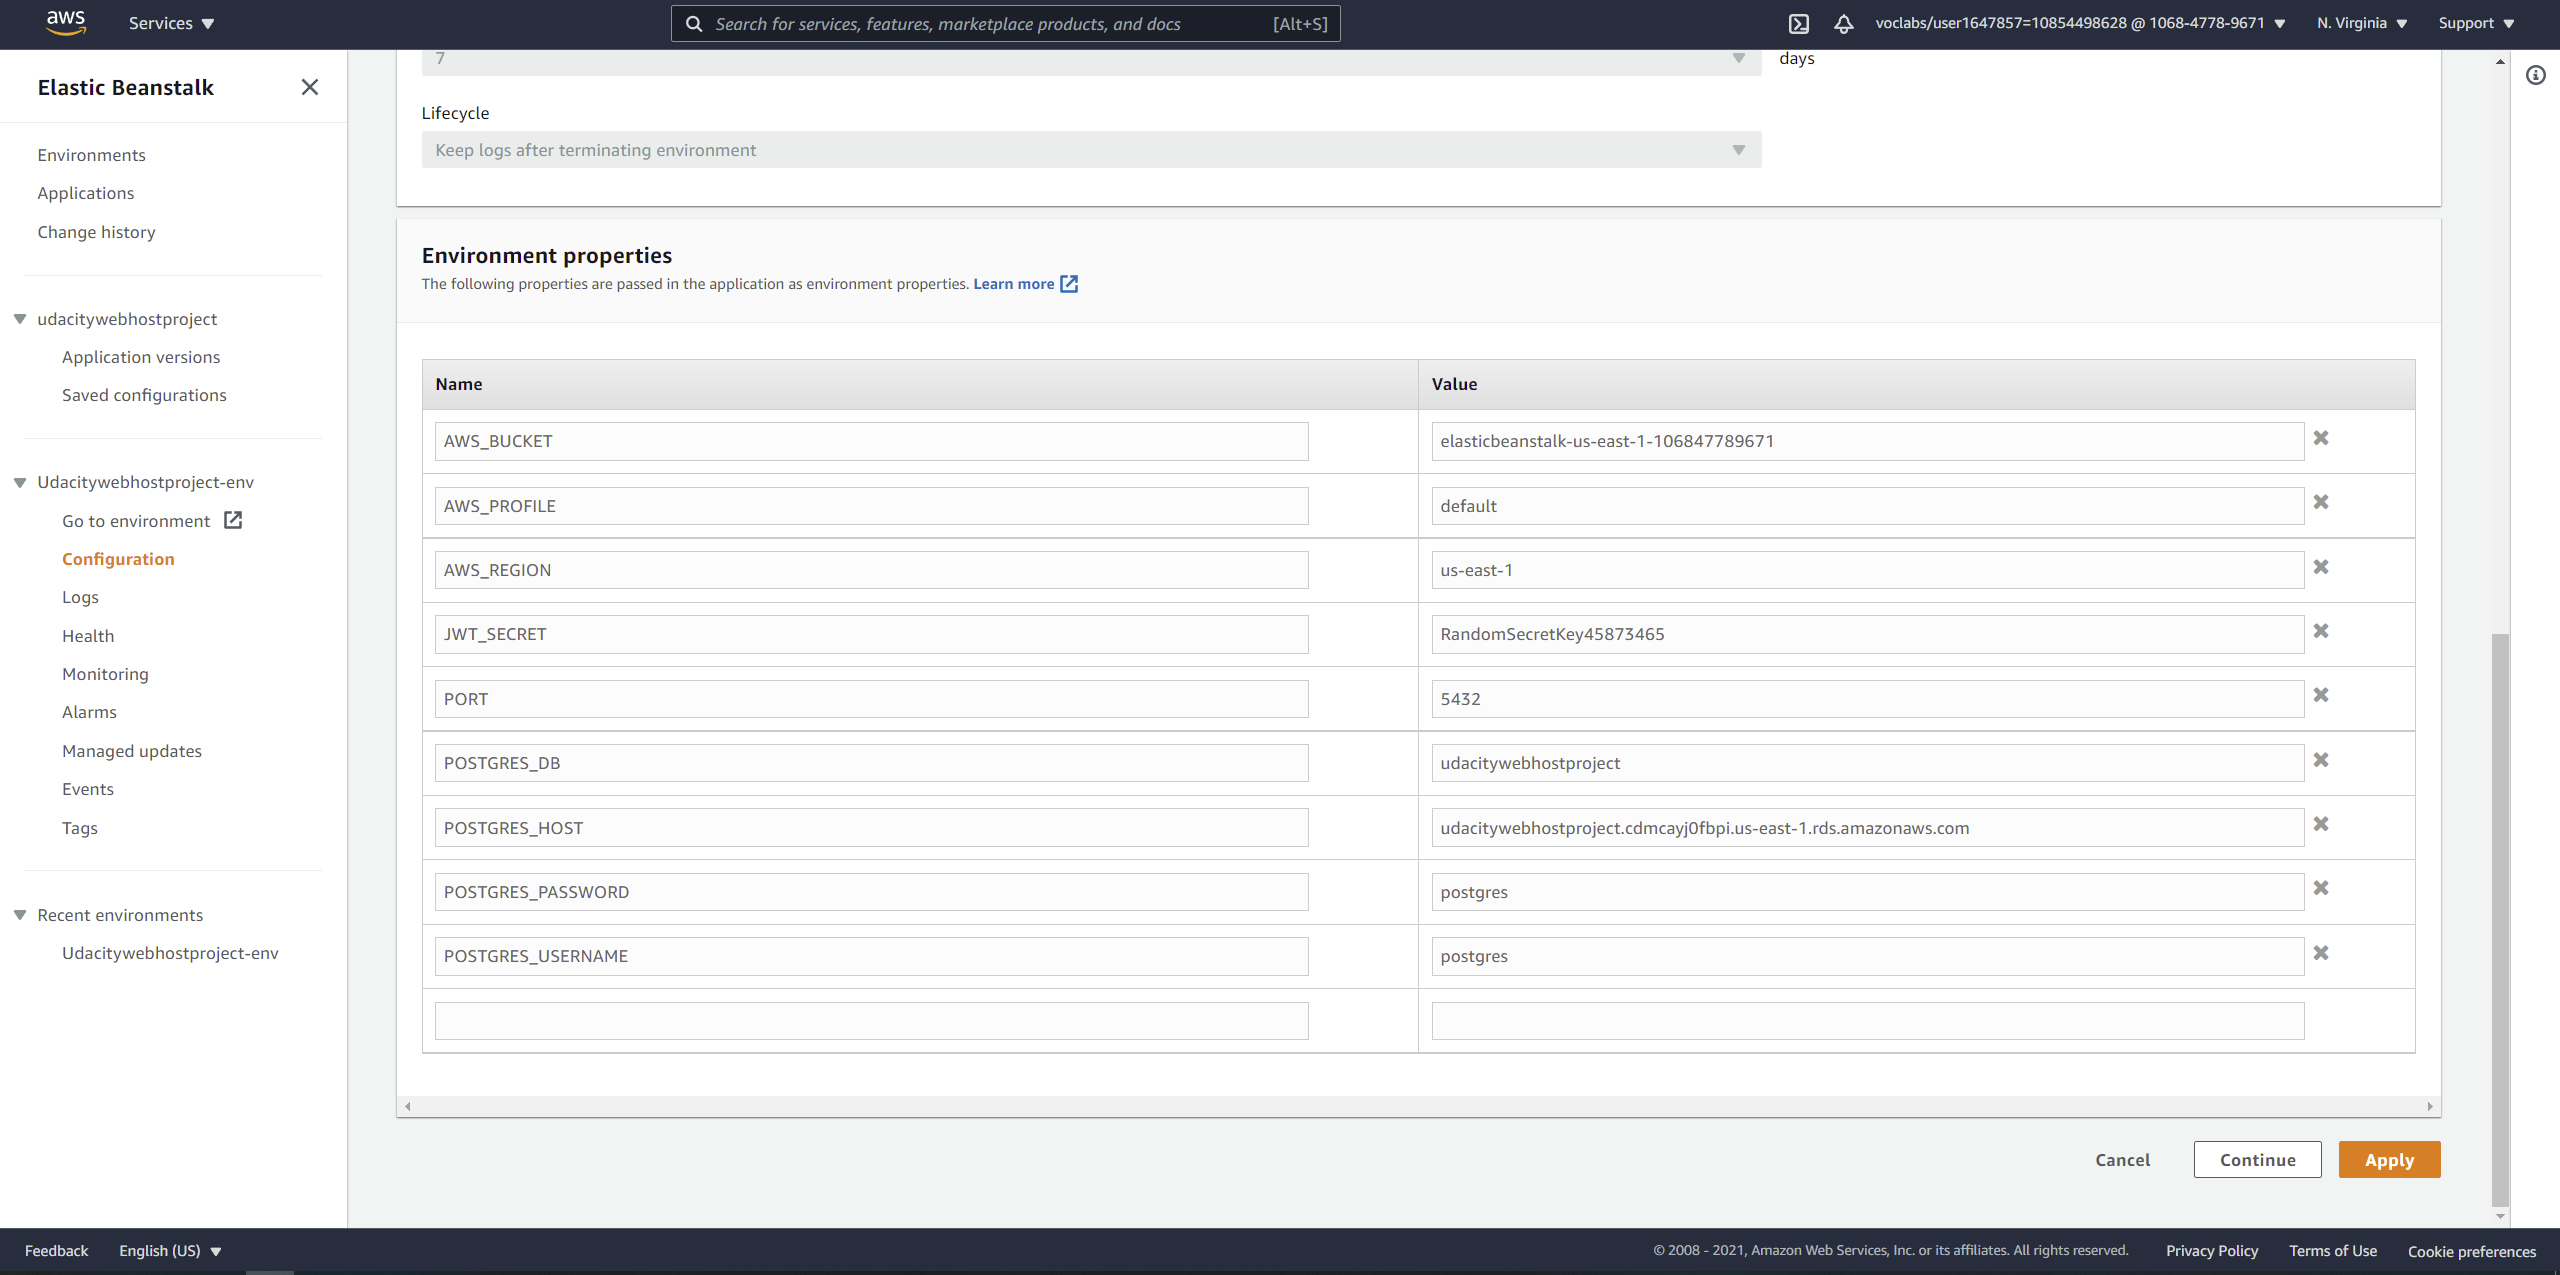 aws
Services
Search for services, features, marketplace products, and docs
[Alt+S]
voclabs/user1647857=10854498628 @ 1068-4778-9671
N. Virginia
Support
Elastic Beanstalk
Environments
Applications
Change history
udacitywebhostproject
Application versions
Saved configurations
Udacitywebhostproject-env
Go to environment
Configuration
Logs
Health
Monitoring
Alarms
Managed updates
Events
Tags
Recent environments
Udacitywebhostproject-env
7
days
Lifecycle
Keep logs after terminating environment
Environment properties
The following properties are passed in the application as environment properties. Learn more
Name Value
AWS_BUCKET elasticbeanstalk-us-east-1-106847789671
AWS_PROFILE default
AWS_REGION us-east-1
JWT_SECRET RandomSecretKey45873465
PORT 5432
POSTGRES_DB udacitywebhostproject
POSTGRES_HOST udacitywebhostproject.cdmcayj0fbpi.us-east-1.rds.amazonaws.com
POSTGRES_PASSWORD postgres
POSTGRES_USERNAME postgres
Cancel
Continue
Apply
Feedback
English (US)
© 2008 - 2021, Amazon Web Services, Inc. or its affiliates. All rights reserved.
Privacy Policy
Terms of Use
Cookie preferences